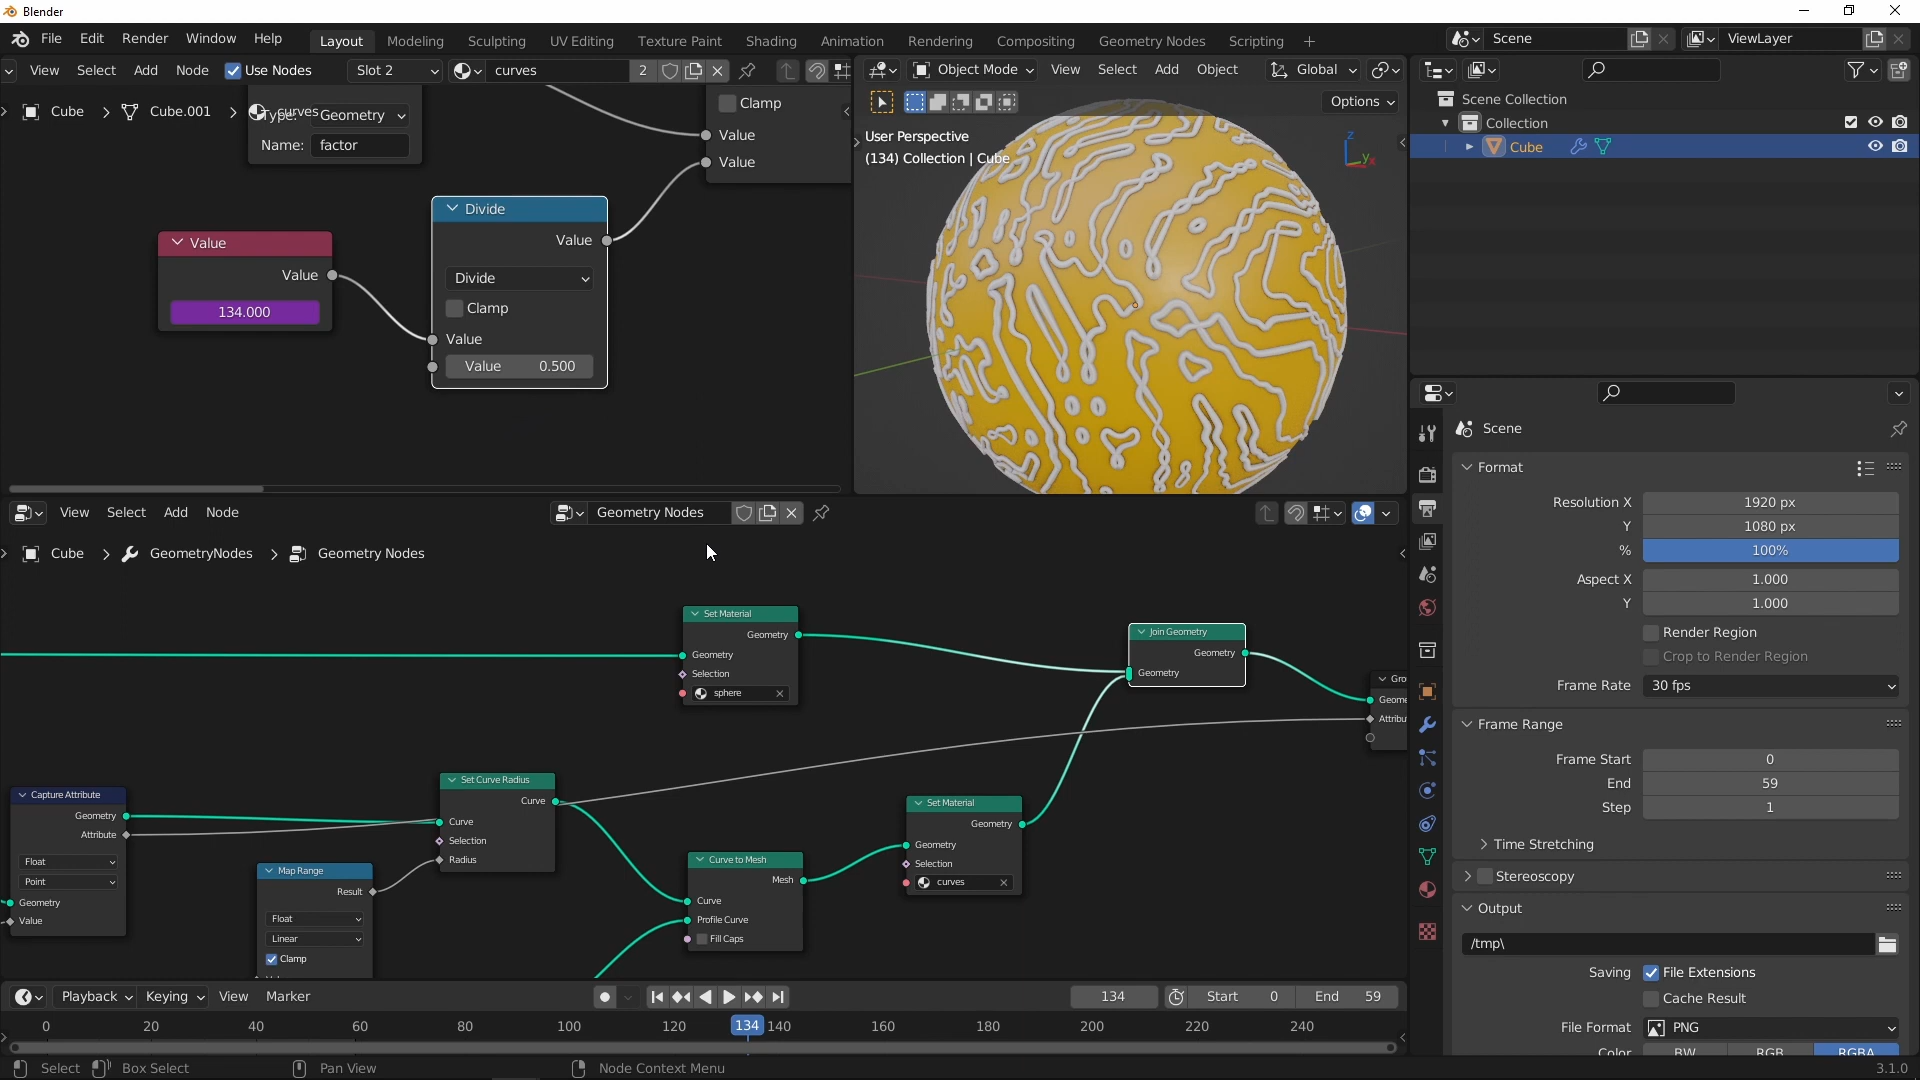 Blender
File Edit Render Window Help Layout Modeling Sculpting UV Editing Texture Paint Shading Animation Rendering Compositing Geometry Nodes Scripting + Scene ViewLayer
View Select Add Node Use Nodes Slot 2 curves 2
Cube > Cube.001 > curves
Type: Geometry
Name: factor
Clamp
Value
Value
Divide
Value
Divide
Clamp
Value
Value 0.500
Value
Value
134.000
Object Mode View Select Add Object Global
Options
User Perspective
(134) Collection | Cube
Z
Y
X
Scene Collection
Collection
Cube
Scene
Format
Resolution X 1920 px
Y 1080 px
% 100%
Aspect X 1.000
Y 1.000
Render Region
Crop to Render Region
Frame Rate 30 fps
Frame Range
Frame Start 0
End 59
Step 1
Time Stretching
Stereoscopy
Output
/tmp\
Saving File Extensions
Cache Result
File Format PNG
Color BW RGB RGBA
View Select Add Node Geometry Nodes
Cube > GeometryNodes > Geometry Nodes
Set Material
Geometry
Geometry
Selection
sphere
Join Geometry
Geometry
Geometry
Gro
Geome
Attribu
Capture Attribute
Geometry
Attribute
Float
Point
Geometry
Value
Set Curve Radius
Curve
Curve
Selection
Radius
Map Range
Result
Float
Linear
Clamp
Curve to Mesh
Mesh
Curve
Profile Curve
Fill Caps
Set Material
Geometry
Geometry
Selection
curves
Playback Keying View Marker 134 Start 0 End 59
0 20 40 60 80 100 120 134 140 160 180 200 220 240
Select Box Select Pan View Node Context Menu 3.1.0